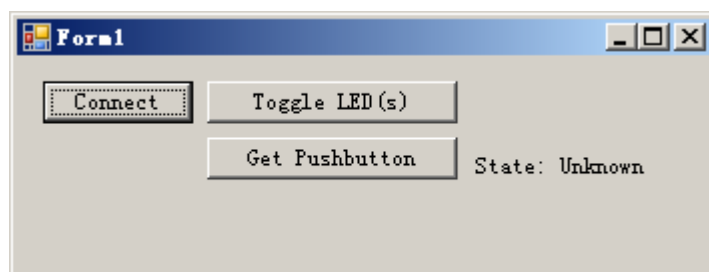 Form1
Connect
Toggle LED(s)
Get Pushbutton
State: Unknown